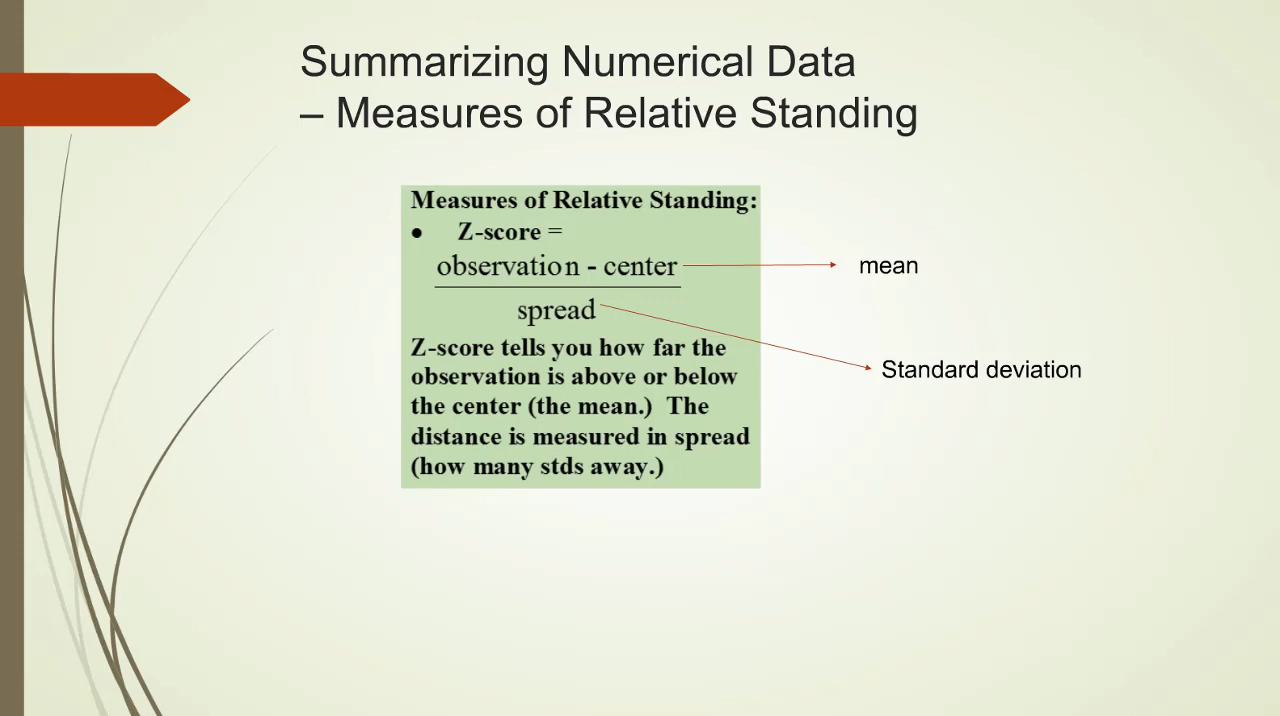 Summarizing Numerical Data
– Measures of Relative Standing
Measures of Relative Standing:
• Z-score =
observation - center
spread
mean
Standard deviation
Z-score tells you how far the
observation is above or below
the center (the mean.) The
distance is measured in spread
(how many stds away.)